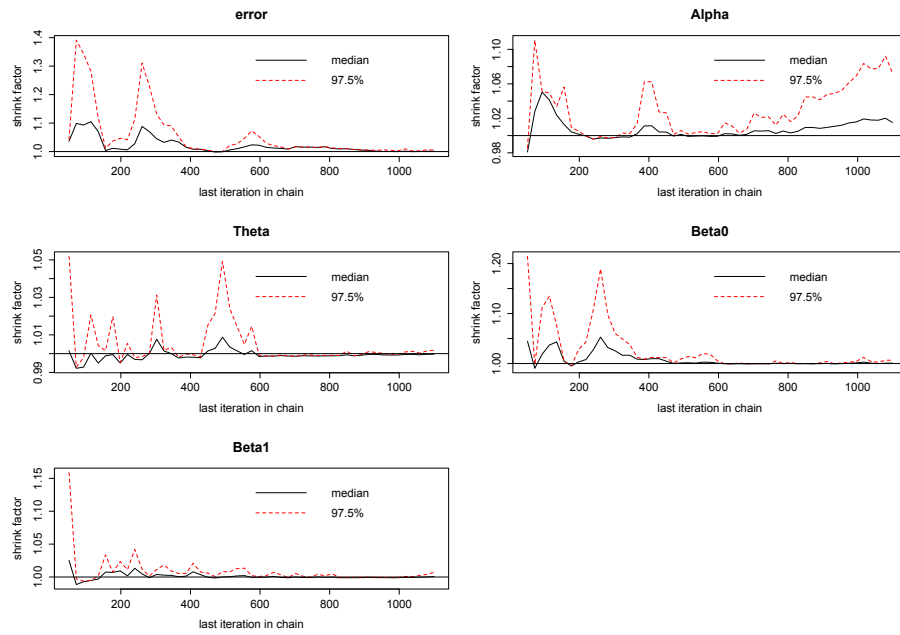 error
shrink factor
1.0 1.1 1.2 1.3 1.4
median
97.5%
200 400 600 800 1000
last iteration in chain
Alpha
shrink factor
0.98 1.02 1.06 1.10
median
97.5%
200 400 600 800 1000
last iteration in chain
Theta
shrink factor
0.99 1.01 1.03 1.05
median
97.5%
200 400 600 800 1000
last iteration in chain
Beta0
shrink factor
1.00 1.10 1.20
median
97.5%
200 400 600 800 1000
last iteration in chain
Beta1
shrink factor
1.00 1.05 1.10 1.15
median
97.5%
200 400 600 800 1000
last iteration in chain